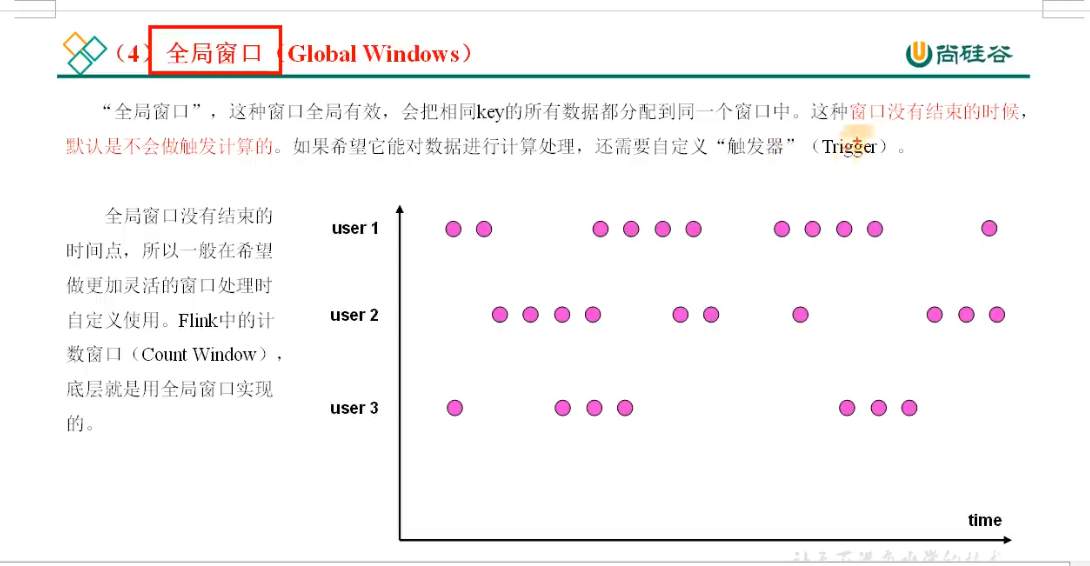 （4）全局窗口（Global Windows）
尚硅谷
“全局窗口”，这种窗口全局有效，会把相同key的所有数据都分配到同一个窗口中。这种窗口没有结束的时候，
默认是不会做触发计算的。如果希望它能对数据进行计算处理，还需要自定义“触发器”（Trigger）。
全局窗口没有结束的
时间点，所以一般在希望
做更加灵活的窗口处理时
自定义使用。Flink中的计
数窗口（Count Window），
底层就是用全局窗口实现
的。
user 1
user 2
user 3
time